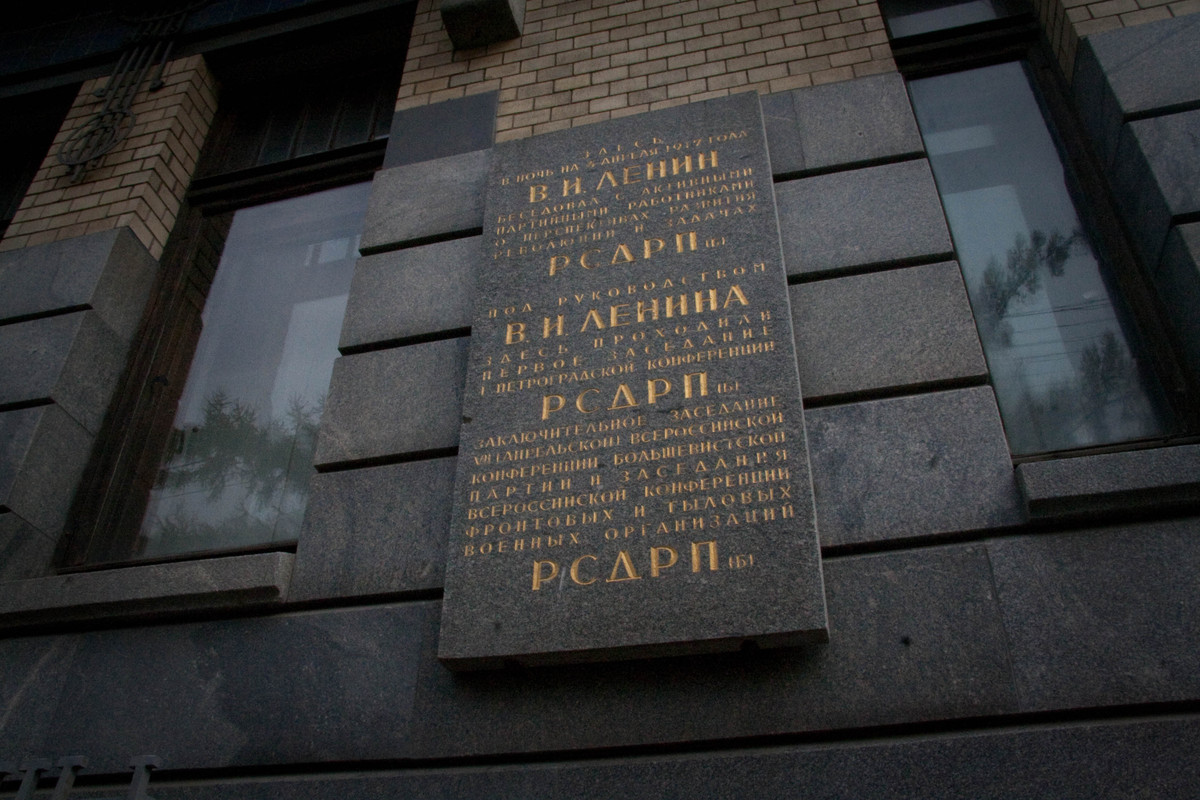 ЗДЕСЬ
В НОЧЬ НА 4 АПРЕЛЯ 1917 ГОДА
В. И. ЛЕНИН
БЕСЕДОВАЛ С АКТИВНЫМИ
ПАРТИЙНЫМИ РАБОТНИКАМИ
О ПЕРСПЕКТИВАХ РАЗВИТИЯ
РЕВОЛЮЦИИ И ЗАДАЧАХ
РСДРП (Б).
ПОД РУКОВОДСТВОМ
В. И. ЛЕНИНА
ЗДЕСЬ ПРОХОДИЛИ
ПЕРВОЕ ЗАСЕДАНИЕ
I ПЕТРОГРАДСКОЙ КОНФЕРЕНЦИИ
РСДРП (Б),
ЗАКЛЮЧИТЕЛЬНОЕ ЗАСЕДАНИЕ
VII (АПРЕЛЬСКОЙ) ВСЕРОССИЙСКОЙ
КОНФЕРЕНЦИИ БОЛЬШЕВИСТСКОЙ
ПАРТИИ И ЗАСЕДАНИЯ
ВСЕРОССИЙСКОЙ КОНФЕРЕНЦИИ
ФРОНТОВЫХ И ТЫЛОВЫХ
ВОЕННЫХ ОРГАНИЗАЦИЙ
РСДРП (Б).